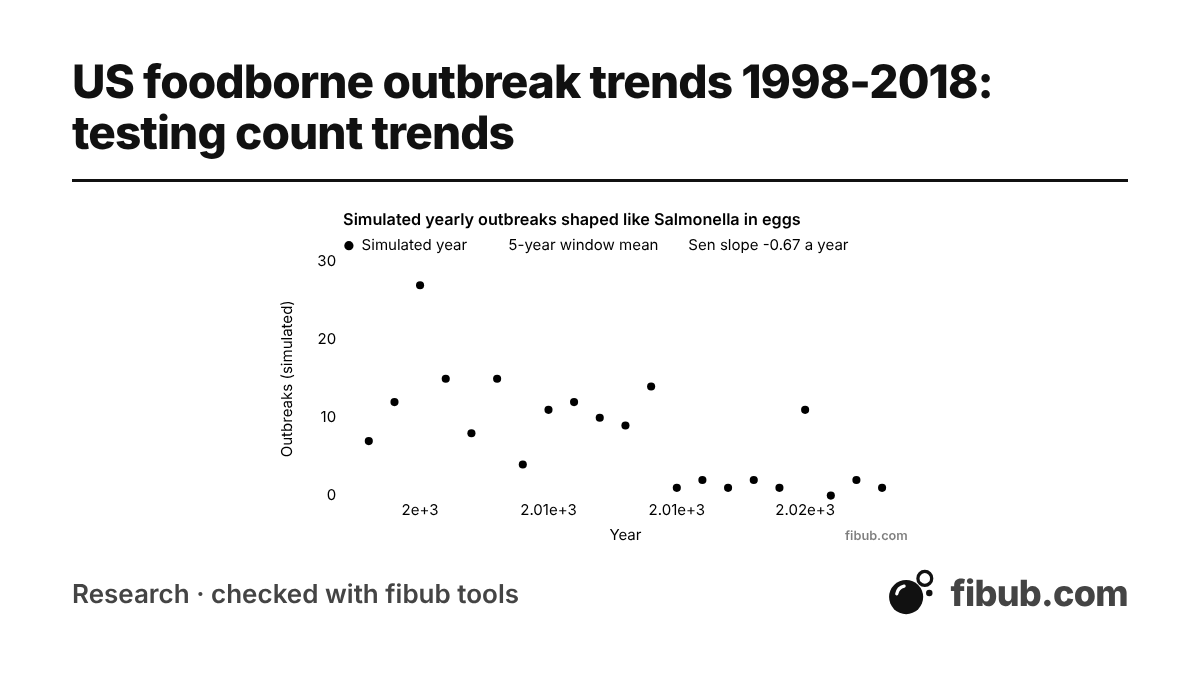 US foodborne outbreak trends 1998-2018:
testing count trends
Simulated yearly outbreaks shaped like Salmonella in eggs
Simulated year 5-year window mean Sen slope -0.67 a year
30
20
10
0
Outbreaks (simulated)
2e+3 2.01e+3 2.01e+3 2.02e+3
Year
fibub.com
Research · checked with fibub tools
fibub.com